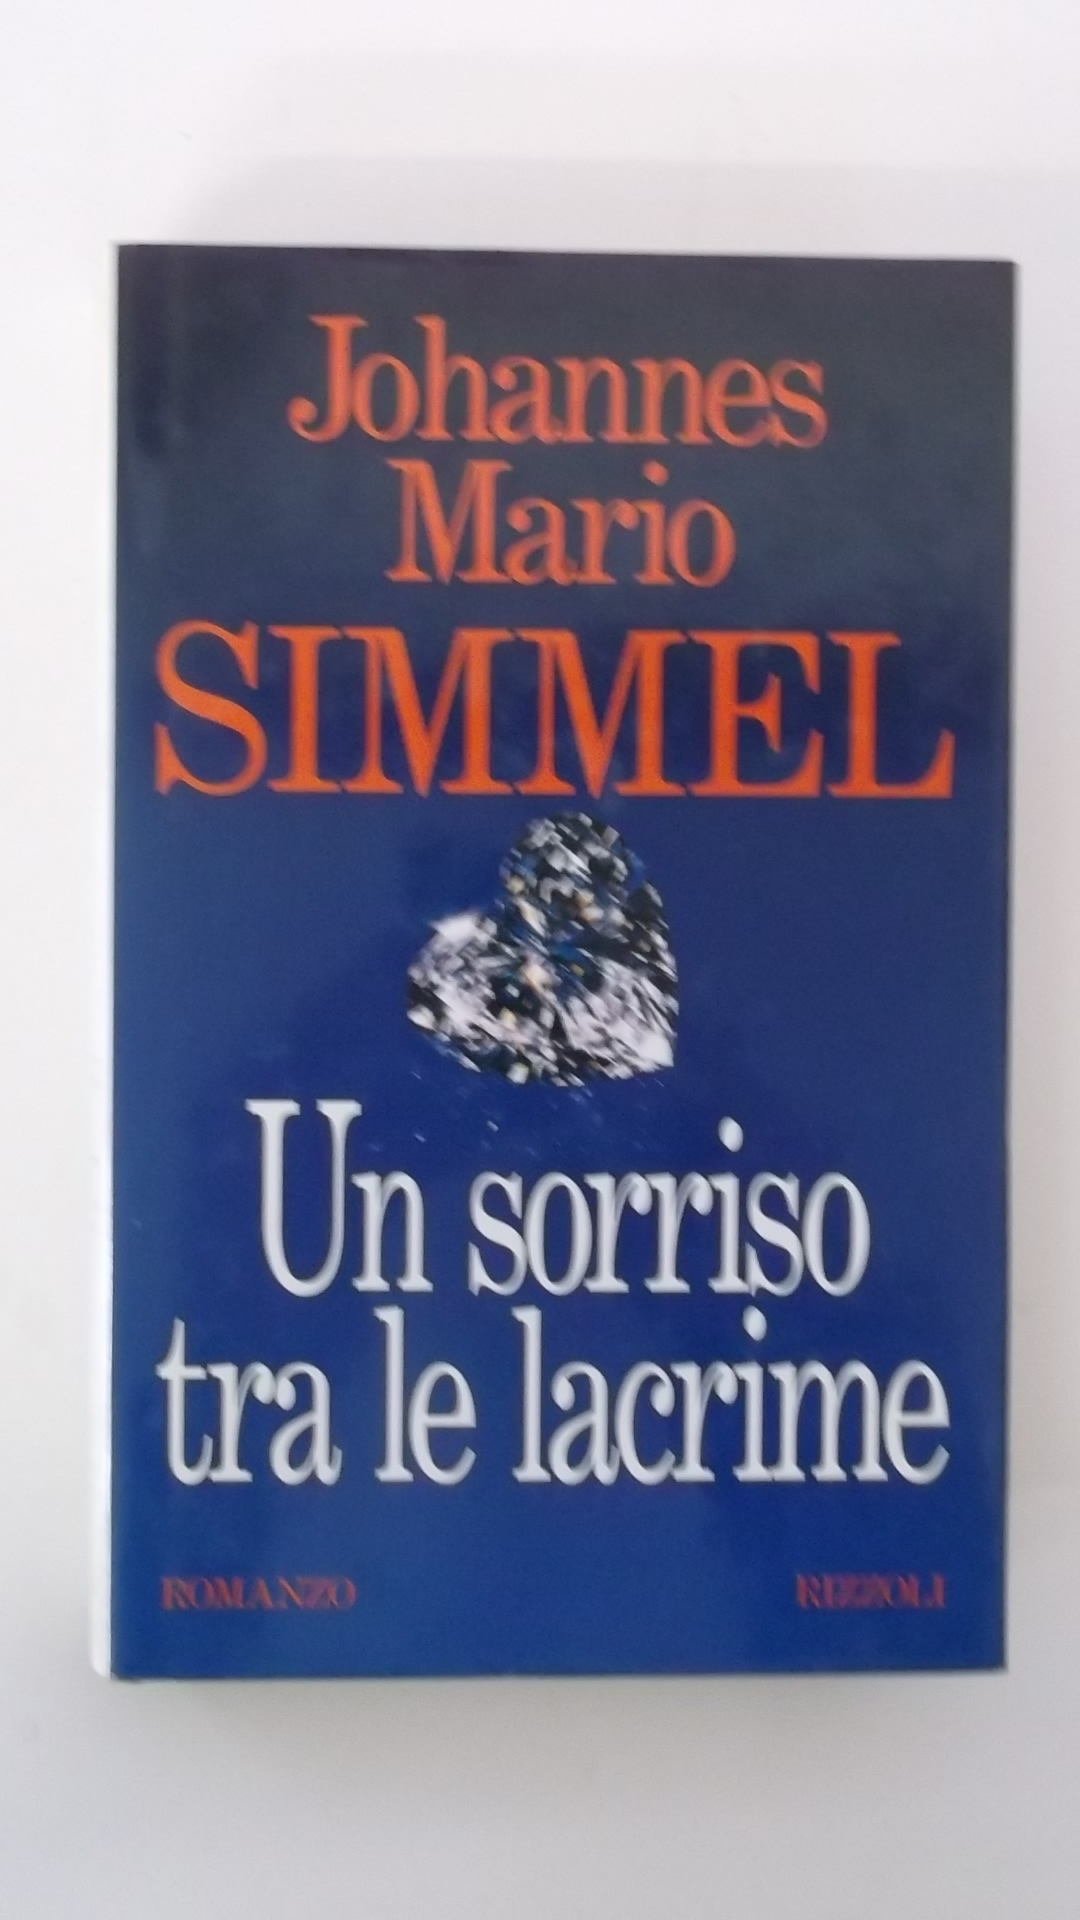 Johannes
Mario
SIMMEL
Un sorriso
tra le lacrime
ROMANZO
RIZZOLI